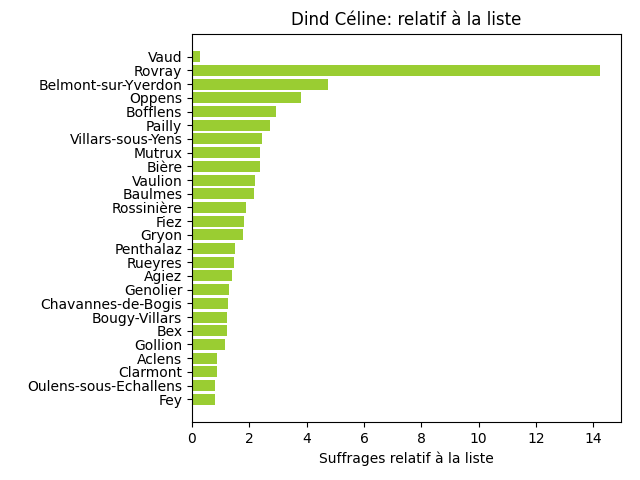 Dind Céline: relatif à la liste
Vaud
Rovray
Belmont-sur-Yverdon
Oppens
Bofflens
Pailly
Villars-sous-Yens
Mutrux
Bière
Vaulion
Baulmes
Rossinière
Fiez
Gryon
Penthalaz
Rueyres
Agiez
Genolier
Chavannes-de-Bogis
Bougy-Villars
Bex
Gollion
Aclens
Clarmont
Oulens-sous-Echallens
Fey
0 2 4 6 8 10 12 14
Suffrages relatif à la liste